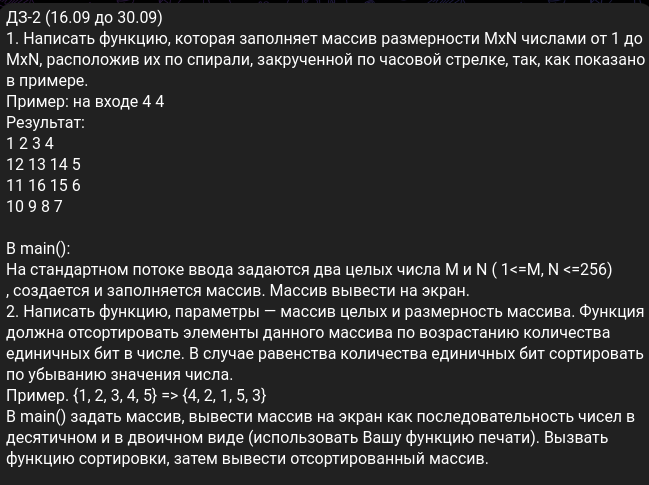 ДЗ-2 (16.09 до 30.09)
1. Написать функцию, которая заполняет массив размерности MxN числами от 1 до
MxN, расположив их по спирали, закрученной по часовой стрелке, так, как показано
в примере.
Пример: на входе 4 4
Результат:
1 2 3 4
12 13 14 5
11 16 15 6
10 9 8 7
В main():
На стандартном потоке ввода задаются два целых числа M и N ( 1<=M, N <=256)
, создается и заполняется массив. Массив вывести на экран.
2. Написать функцию, параметры — массив целых и размерность массива. Функция
должна отсортировать элементы данного массива по возрастанию количества
единичных бит в числе. В случае равенства количества единичных бит сортировать
по убыванию значения числа.
Пример. {1, 2, 3, 4, 5} => {4, 2, 1, 5, 3}
В main() задать массив, вывести массив на экран как последовательность чисел в
десятичном и в двоичном виде (использовать Вашу функцию печати). Вызвать
функцию сортировки, затем вывести отсортированный массив.